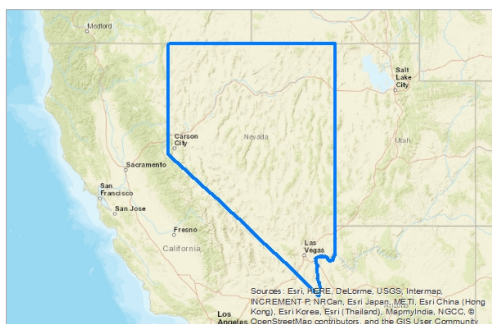 Medford
Salt
Lake
City
Carson
City
Nevada
Utah
Sacramento
San
Francisco
San Jose
Fresno
California
Las
Vegas
Los
Angeles
Sources: Esri, HERE, DeLorme, USGS, Intermap,
INCREMENT P, NRCan, Esri Japan, METI, Esri China (Hong
Kong), Esri Korea, Esri (Thailand), MapmyIndia, NGCC, ©
OpenStreetMap contributors, and the GIS User Community